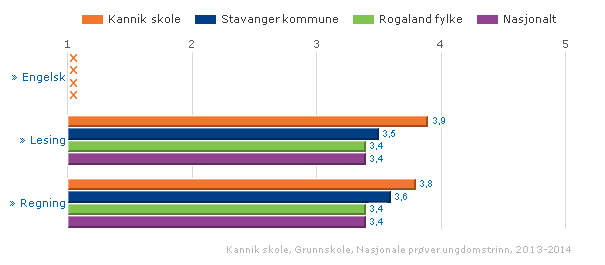 Kannik skole Stavanger kommune Rogaland fylke Nasjonalt
1 2 3 4 5
» Engelsk
3,9
3,5
» Lesing
3,4
3,4
3,8
» Regning
3,6
3,4
3,4
Kannik skole, Grunnskole, Nasjonale prøver ungdomstrinn, 2013-2014